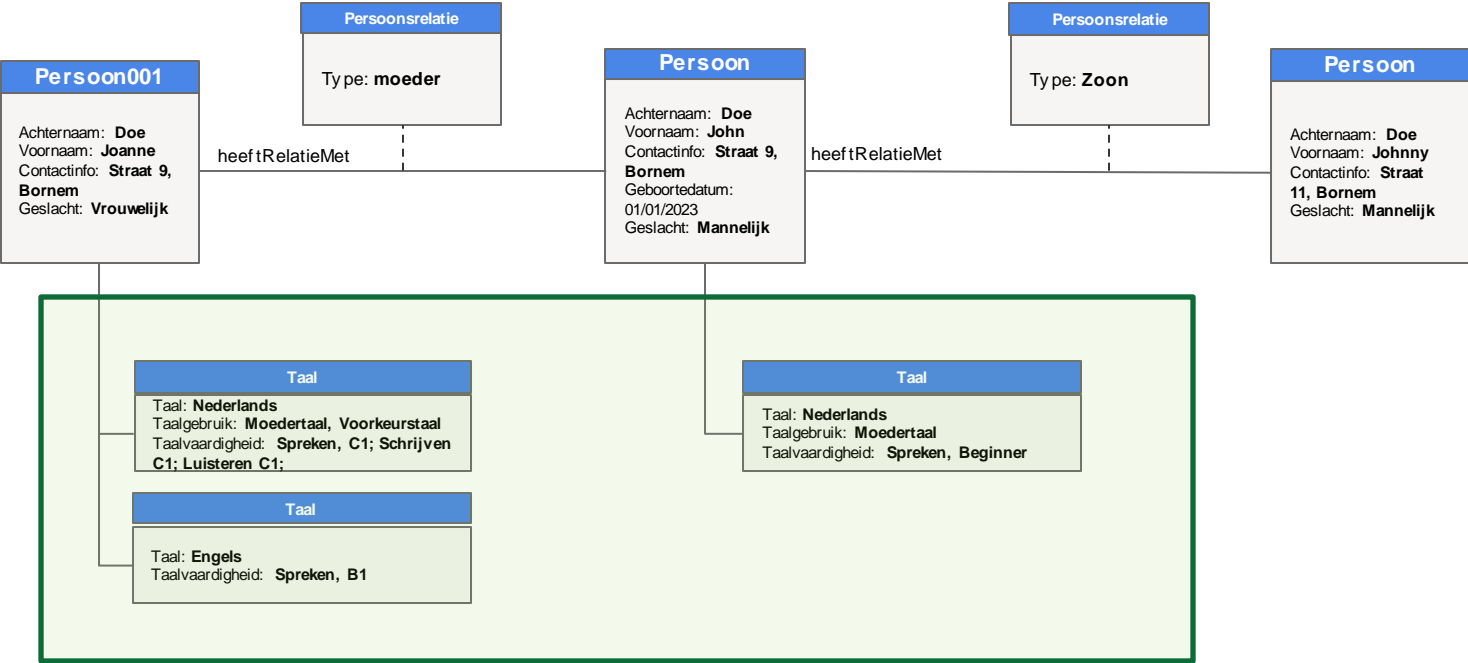 Persoonsrelatie
Type: moeder
Persoonsrelatie
Type: Zoon
Persoon001
Achternaam: Doe
Voornaam: Joanne
Contactinfo: Straat 9,
Bornem
Geslacht: Vrouwelijk
heeftRelatieMet
Persoon
Achternaam: Doe
Voornaam: John
Contactinfo: Straat 9,
Bornem
Geboortedatum:
01/01/2023
Geslacht: Mannelijk
heeftRelatieMet
Persoon
Achternaam: Doe
Voornaam: Johnny
Contactinfo: Straat
11, Bornem
Geslacht: Mannelijk
Taal
Taal: Nederlands
Taalgebruik: Moedertaal, Voorkeurstaal
Taalvaardigheid: Spreken, C1; Schrijven
C1; Luisteren C1;
Taal
Taal: Engels
Taalvaardigheid: Spreken, B1
Taal
Taal: Nederlands
Taalgebruik: Moedertaal
Taalvaardigheid: Spreken, Beginner